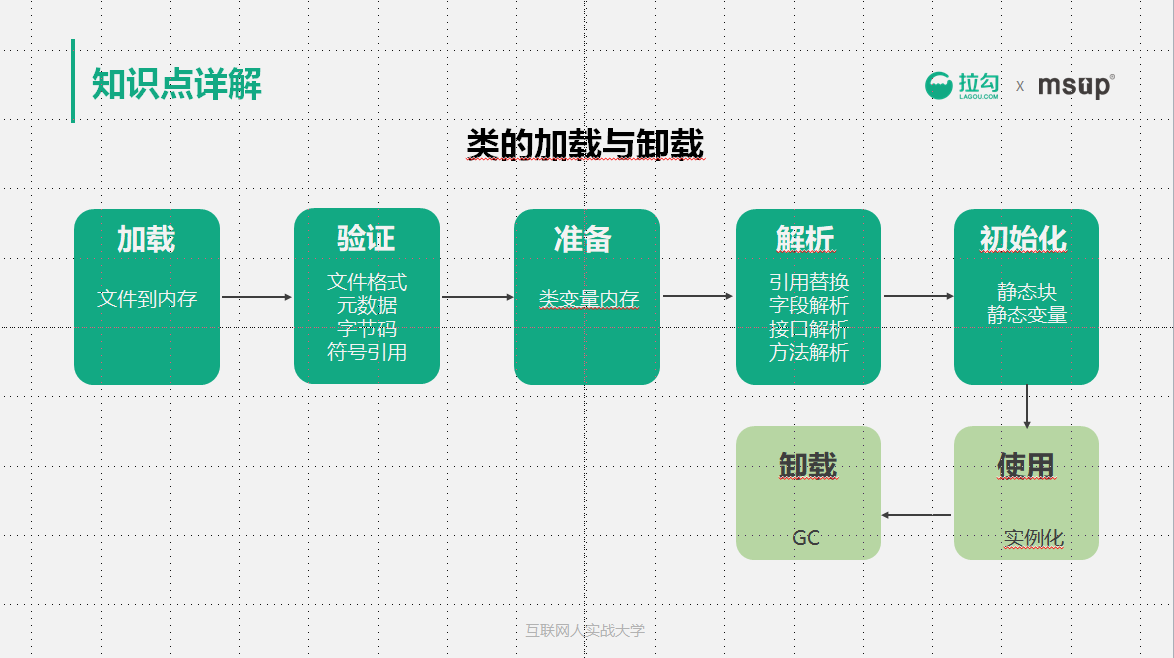 知识点详解
拉勾
LAGOU.COM
x
msup®
类的加载与卸载
加载
文件到内存
验证
文件格式
元数据
字节码
符号引用
准备
类变量内存
解析
引用替换
字段解析
接口解析
方法解析
初始化
静态块
静态变量
卸载
GC
使用
实例化
互联网人实战大学